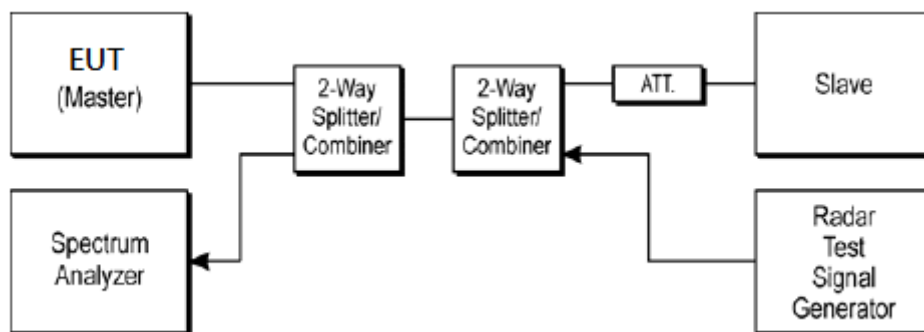 EUT
(Master)
2-Way
Splitter/
Combiner
2-Way
Splitter/
Combiner
ATT.
Slave
Spectrum
Analyzer
Radar
Test
Signal
Generator